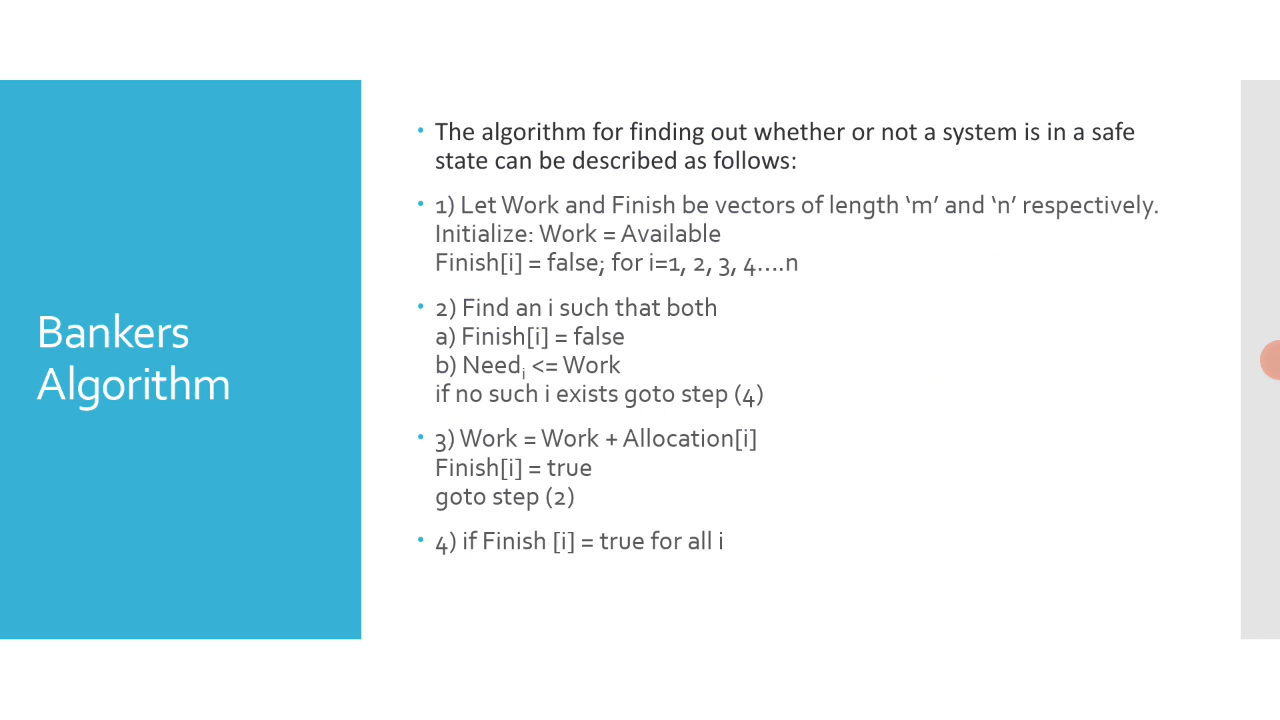 Bankers
Algorithm
• The algorithm for finding out whether or not a system is in a safe
state can be described as follows:
• 1) Let Work and Finish be vectors of length ‘m’ and ‘n’ respectively.
Initialize: Work = Available
Finish[i] = false; for i=1, 2, 3, 4....n
• 2) Find an i such that both
a) Finish[i] = false
b) Needᵢ <= Work
if no such i exists goto step (4)
• 3) Work = Work + Allocation[i]
Finish[i] = true
goto step (2)
• 4) if Finish [i] = true for all i